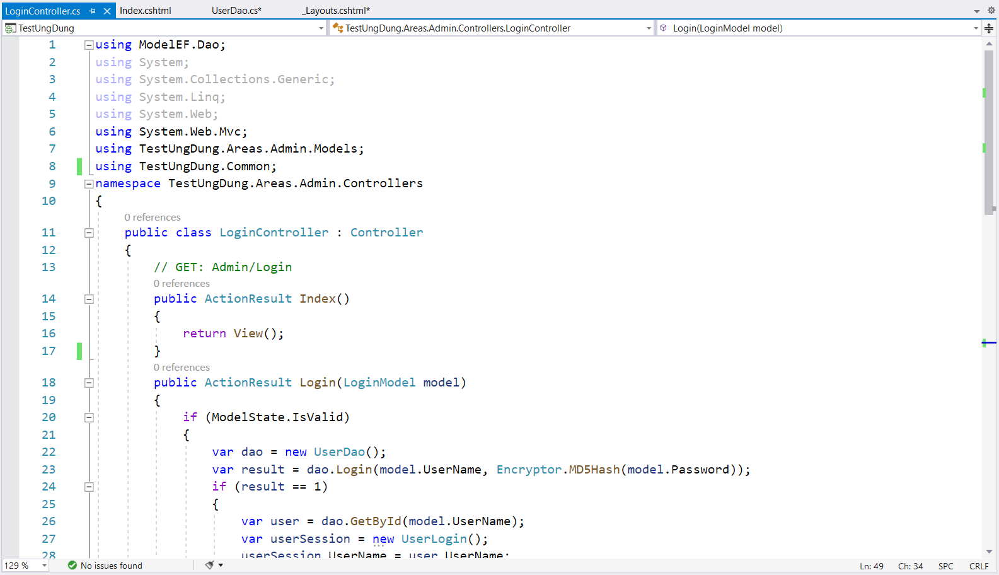 LoginController.cs Index.cshtml UserDao.cs* _Layouts.cshtml*
TestUngDung TestUngDung.Areas.Admin.Controllers.LoginController Login(LoginModel model)
1 using ModelEF.Dao;
2 using System;
3 using System.Collections.Generic;
4 using System.Linq;
5 using System.Web;
6 using System.Web.Mvc;
7 using TestUngDung.Areas.Admin.Models;
8 using TestUngDung.Common;
9 namespace TestUngDung.Areas.Admin.Controllers
10 {
0 references
11 public class LoginController : Controller
12 {
13 // GET: Admin/Login
0 references
14 public ActionResult Index()
15 {
16 return View();
17 }
0 references
18 public ActionResult Login(LoginModel model)
19 {
20 if (ModelState.IsValid)
21 {
22 var dao = new UserDao();
23 var result = dao.Login(model.UserName, Encryptor.MD5Hash(model.Password));
24 if (result == 1)
25 {
26 var user = dao.GetById(model.UserName);
27 var userSession = new UserLogin();
28 userSession.UserName = user.UserName;
129 % No issues found Ln: 49 Ch: 34 SPC CRLF